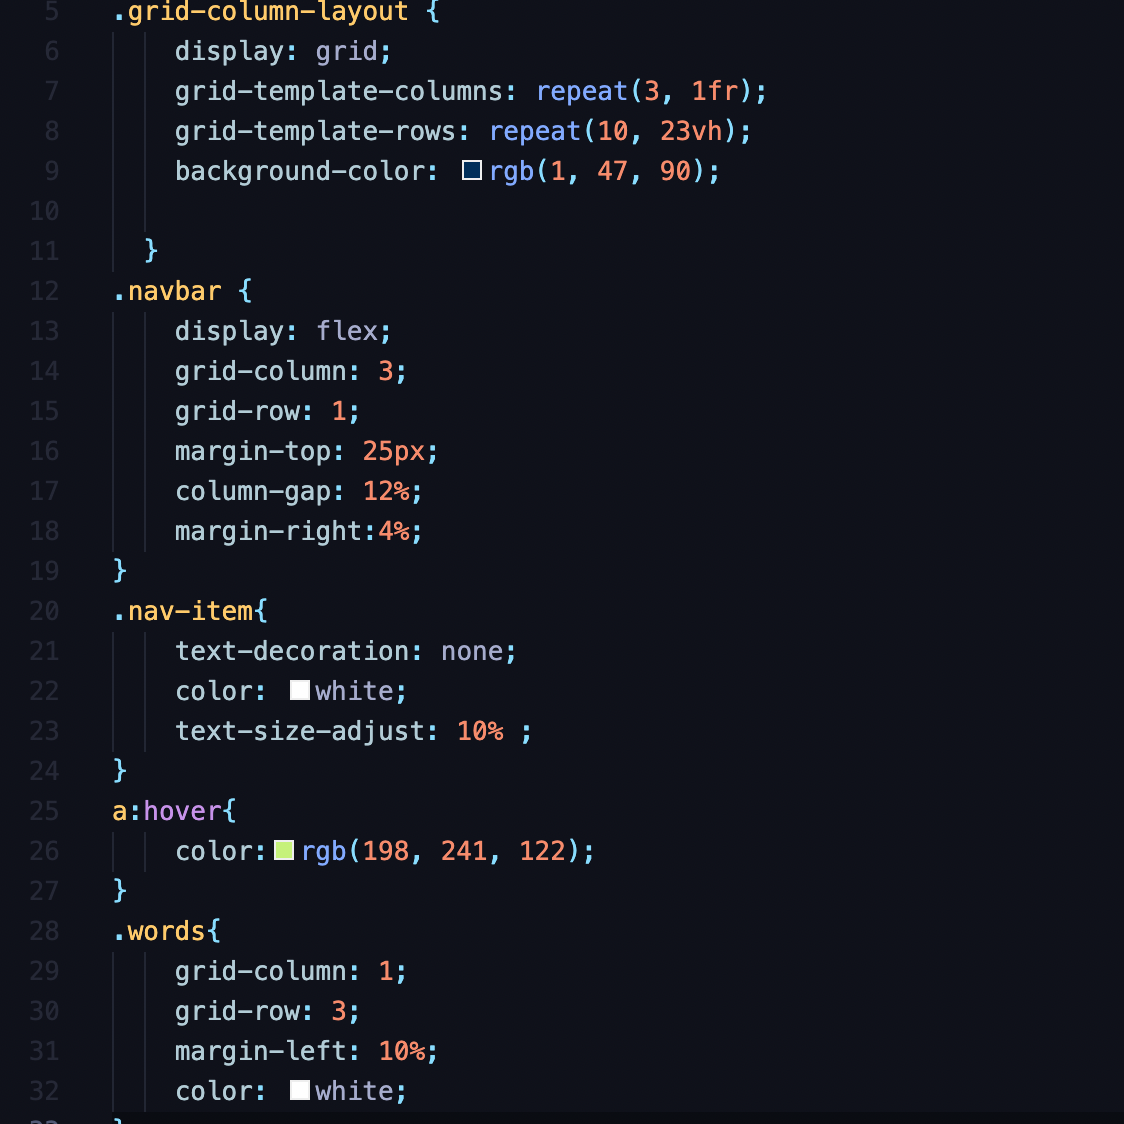 5 .grid-column-layout {
6 display: grid;
7 grid-template-columns: repeat(3, 1fr);
8 grid-template-rows: repeat(10, 23vh);
9 background-color: rgb(1, 47, 90);
10
11 }
12 .navbar {
13 display: flex;
14 grid-column: 3;
15 grid-row: 1;
16 margin-top: 25px;
17 column-gap: 12%;
18 margin-right:4%;
19 }
20 .nav-item{
21 text-decoration: none;
22 color: white;
23 text-size-adjust: 10% ;
24 }
25 a:hover{
26 color: rgb(198, 241, 122);
27 }
28 .words{
29 grid-column: 1;
30 grid-row: 3;
31 margin-left: 10%;
32 color: white;